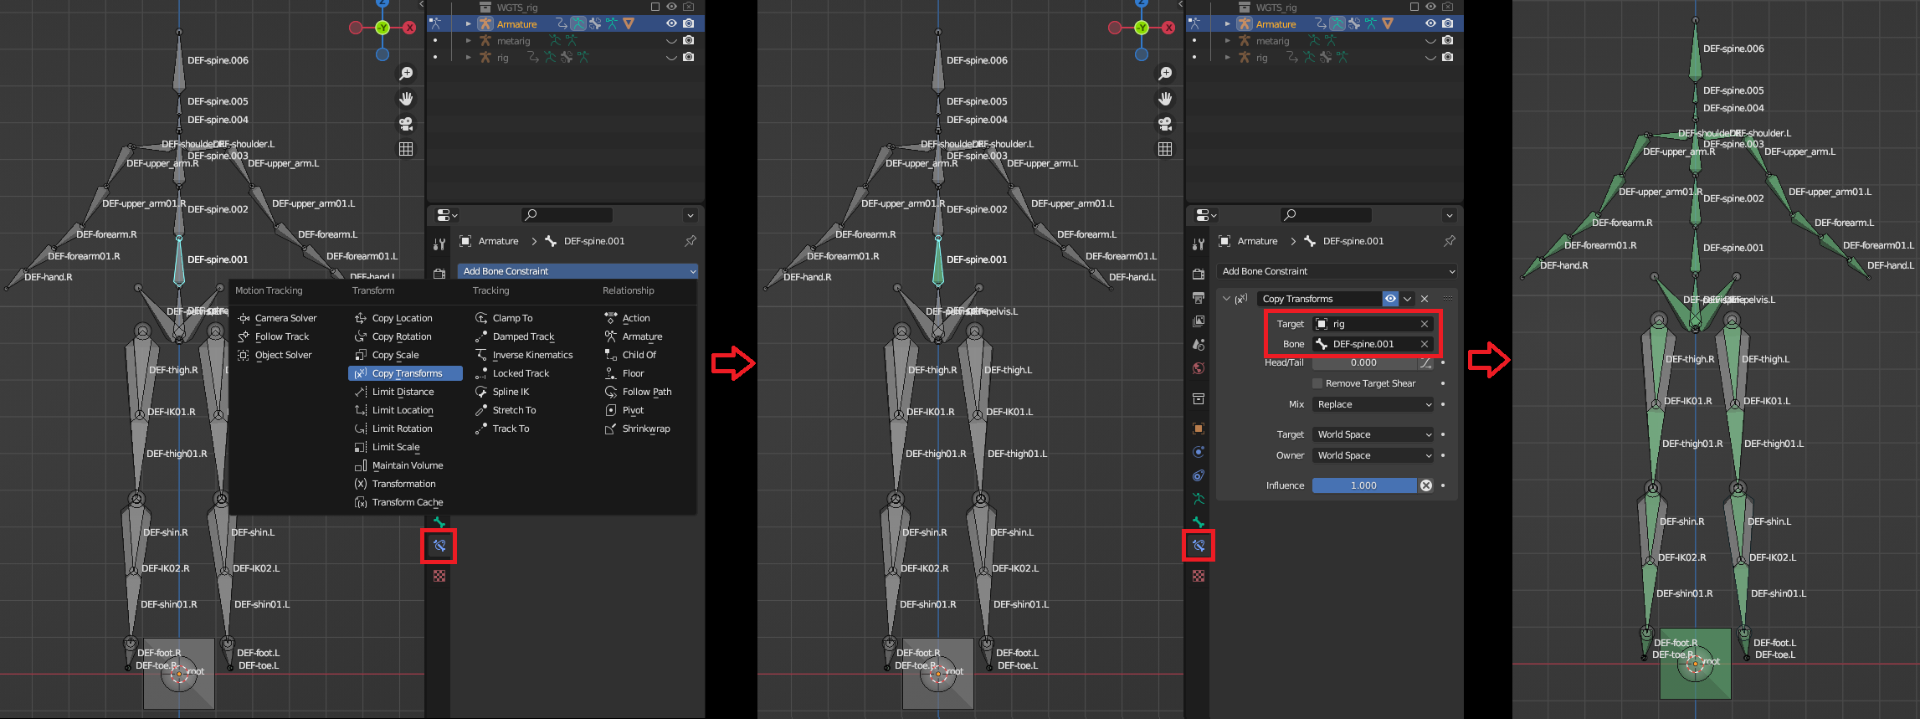 WGTS_rig
Armature
metarig
rig
DEF-spine.006
DEF-spine.005
DEF-spine.004
DEF-shoulder.L
DEF-spine.003
DEF-upper_arm.R
DEF-upper_arm.L
DEF-upper_arm01.R
DEF-upper_arm01.L
DEF-spine.002
DEF-forearm.R
DEF-forearm.L
DEF-forearm01.R
DEF-forearm01.L
DEF-spine.001
DEF-hand.R
DEF-hand.L
Armature > DEF-spine.001
Add Bone Constraint
Motion Tracking
Camera Solver
Follow Track
Object Solver
Transform
Copy Location
Copy Rotation
Copy Scale
Copy Transforms
Limit Distance
Limit Location
Limit Rotation
Limit Scale
Maintain Volume
Transformation
Transform Cache
Tracking
Clamp To
Damped Track
Inverse Kinematics
Locked Track
Spline IK
Stretch To
Track To
Relationship
Action
Armature
Child Of
Floor
Follow Path
Pivot
Shrinkwrap
DEF-thigh.R
DEF-IK01.R
DEF-thigh01.R
DEF-shin.R
DEF-shin.L
DEF-IK02.R
DEF-IK02.L
DEF-shin01.R
DEF-shin01.L
DEF-foot.R
DEF-foot.L
DEF-toe.R
DEF-toe.L
root
WGTS_rig
Armature
metarig
rig
DEF-spine.006
DEF-spine.005
DEF-spine.004
DEF-shoulder.L
DEF-spine.003
DEF-upper_arm.R
DEF-upper_arm.L
DEF-upper_arm01.R
DEF-upper_arm01.L
DEF-spine.002
DEF-forearm.R
DEF-forearm.L
DEF-forearm01.R
DEF-forearm01.L
DEF-spine.001
DEF-hand.R
DEF-hand.L
DEF-thigh.R
DEF-thigh.L
DEF-IK01.R
DEF-IK01.L
DEF-thigh01.R
DEF-thigh01.L
DEF-shin.R
DEF-shin.L
DEF-IK02.R
DEF-IK02.L
DEF-shin01.R
DEF-shin01.L
DEF-foot.R
DEF-foot.L
DEF-toe.R
DEF-toe.L
root
Armature > DEF-spine.001
Add Bone Constraint
Copy Transforms
Target rig
Bone DEF-spine.001
Head/Tail 0.000
Remove Target Shear
Mix Replace
Target World Space
Owner World Space
Influence 1.000
DEF-spine.006
DEF-spine.005
DEF-spine.004
DEF-shoulder.L
DEF-spine.003
DEF-upper_arm.R
DEF-upper_arm.L
DEF-upper_arm01.R
DEF-upper_arm01.L
DEF-spine.002
DEF-forearm.R
DEF-forearm.L
DEF-forearm01.R
DEF-forearm01.L
DEF-spine.001
DEF-hand.R
DEF-hand.L
DEF-thigh.R
DEF-thigh.L
DEF-IK01.R
DEF-IK01.L
DEF-thigh01.R
DEF-thigh01.L
DEF-shin.R
DEF-shin.L
DEF-IK02.R
DEF-IK02.L
DEF-shin01.R
DEF-shin01.L
DEF-foot.R
DEF-foot.L
DEF-toe.R
DEF-toe.L
root